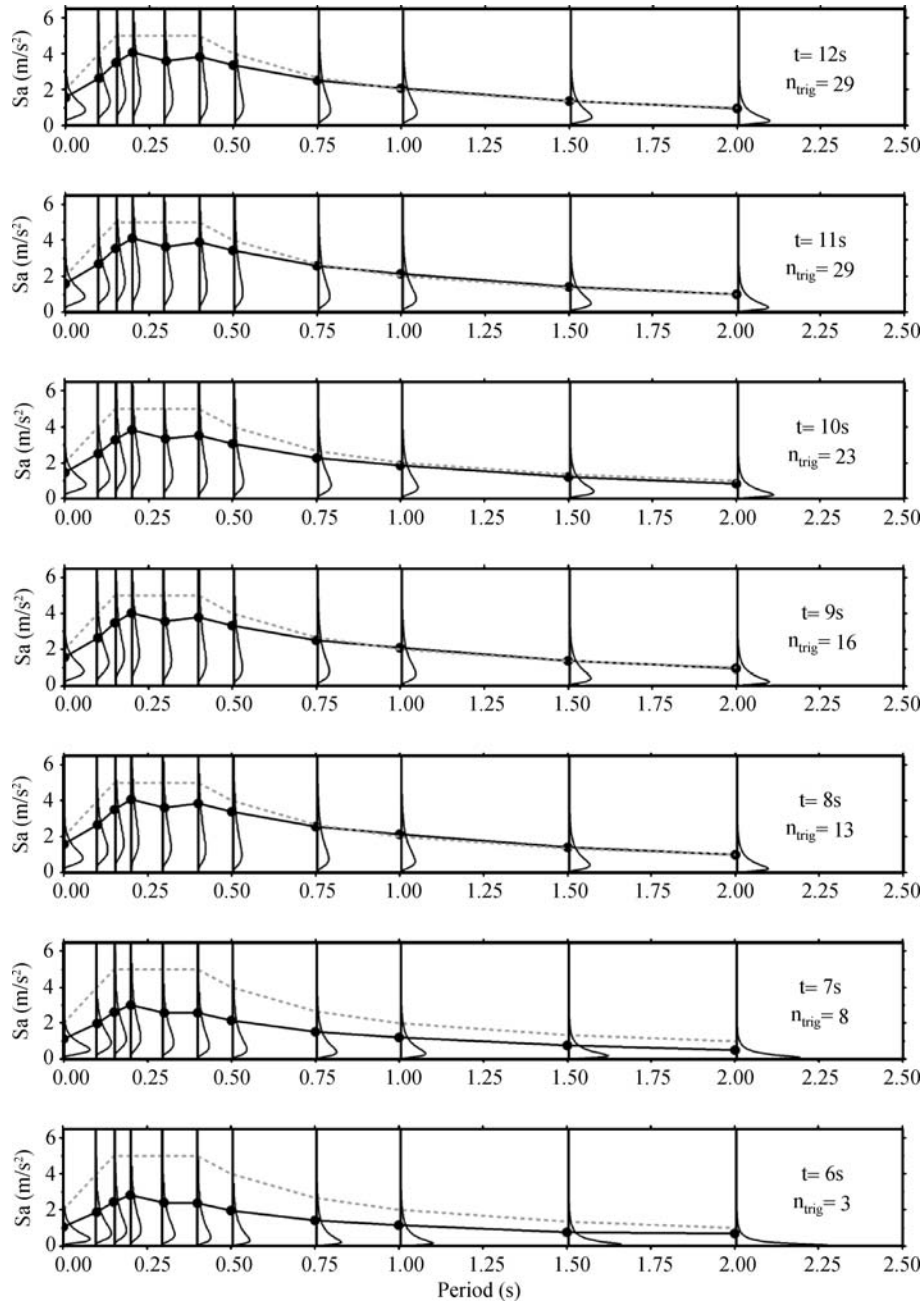 6
4
2
0
Sa (m/s²)
t= 12s
n_trig= 29
0.00 0.25 0.50 0.75 1.00 1.25 1.50 1.75 2.00 2.25 2.50
6
4
2
0
Sa (m/s²)
t= 11s
n_trig= 29
0.00 0.25 0.50 0.75 1.00 1.25 1.50 1.75 2.00 2.25 2.50
6
4
2
0
Sa (m/s²)
t= 10s
n_trig= 23
0.00 0.25 0.50 0.75 1.00 1.25 1.50 1.75 2.00 2.25 2.50
6
4
2
0
Sa (m/s²)
t= 9s
n_trig= 16
0.00 0.25 0.50 0.75 1.00 1.25 1.50 1.75 2.00 2.25 2.50
6
4
2
0
Sa (m/s²)
t= 8s
n_trig= 13
0.00 0.25 0.50 0.75 1.00 1.25 1.50 1.75 2.00 2.25 2.50
6
4
2
0
Sa (m/s²)
t= 7s
n_trig= 8
0.00 0.25 0.50 0.75 1.00 1.25 1.50 1.75 2.00 2.25 2.50
6
4
2
0
Sa (m/s²)
t= 6s
n_trig= 3
0.00 0.25 0.50 0.75 1.00 1.25 1.50 1.75 2.00 2.25 2.50
Period (s)